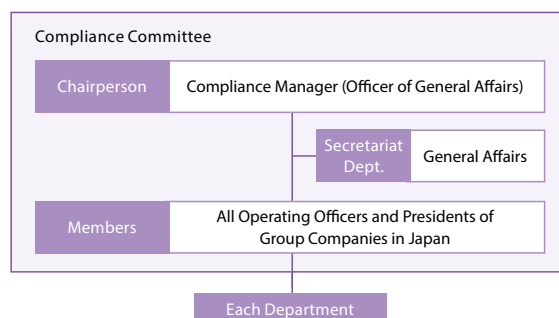 Compliance Committee
Chairperson
Compliance Manager (Officer of General Affairs)
Secretariat
Dept.
General Affairs
Members
All Operating Officers and Presidents of
Group Companies in Japan
Each Department